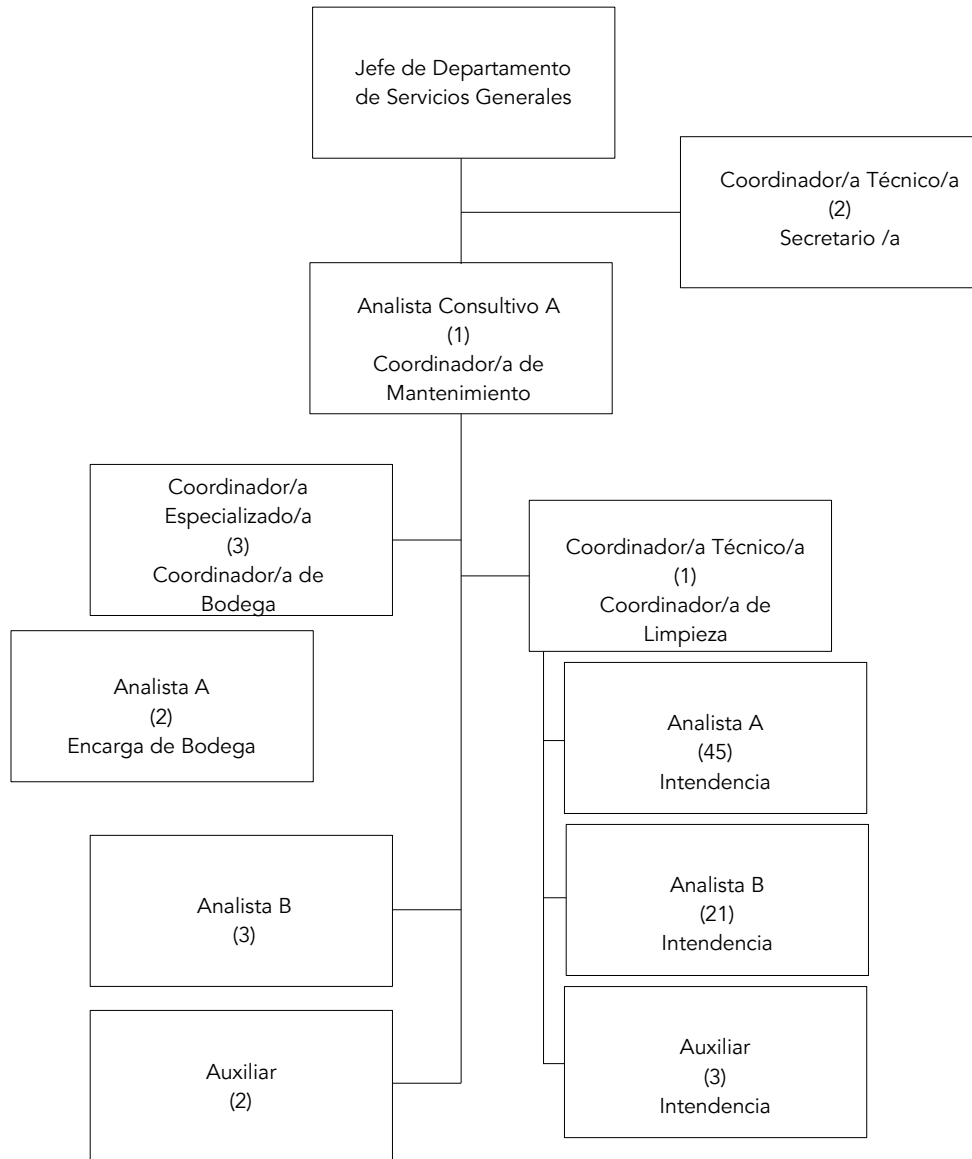 Jefe de Departamento
de Servicios Generales
Coordinador/a Técnico/a
(2)
Secretario /a
Analista Consultivo A
(1)
Coordinador/a de
Mantenimiento
Coordinador/a
Especializado/a
(3)
Coordinador/a de
Bodega
Coordinador/a Técnico/a
(1)
Coordinador/a de
Limpieza
Analista A
(2)
Encarga de Bodega
Analista A
(45)
Intendencia
Analista B
(3)
Analista B
(21)
Intendencia
Auxiliar
(2)
Auxiliar
(3)
Intendencia